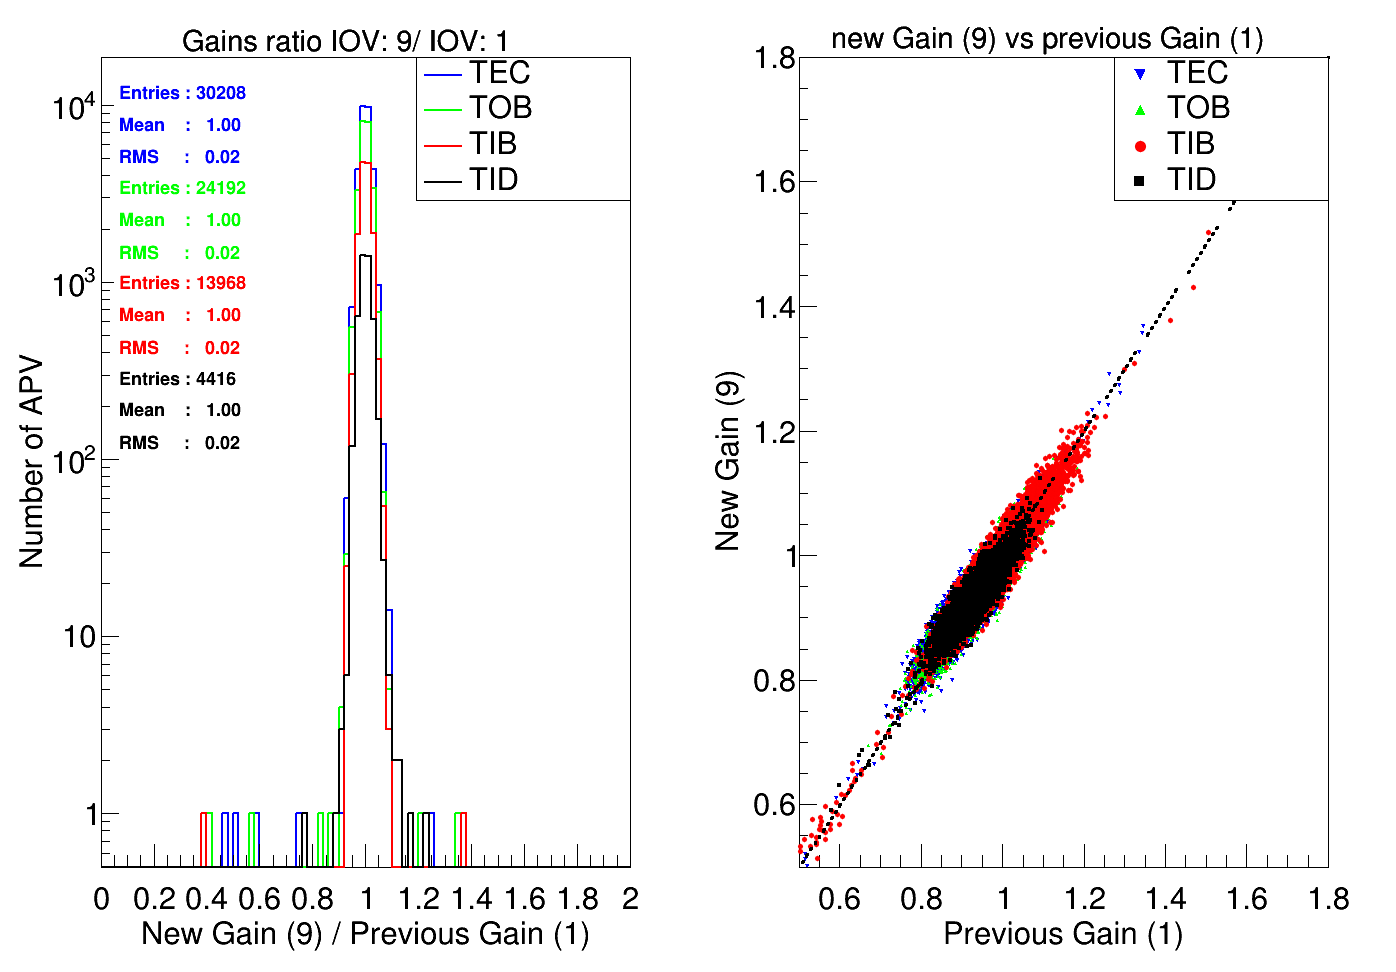 Gains ratio IOV: 9/ IOV: 1
TEC
TOB
TIB
TID
Entries : 30208
Mean : 1.00
RMS : 0.02
Entries : 24192
Mean : 1.00
RMS : 0.02
Entries : 13968
Mean : 1.00
RMS : 0.02
Entries : 4416
Mean : 1.00
RMS : 0.02
Number of APV
10^4
10^3
10^2
10
1
0 0.2 0.4 0.6 0.8 1 1.2 1.4 1.6 1.8 2
New Gain (9) / Previous Gain (1)
new Gain (9) vs previous Gain (1)
TEC
TOB
TIB
TID
New Gain (9)
1.8
1.6
1.4
1.2
1
0.8
0.6
0.6 0.8 1 1.2 1.4 1.6 1.8
Previous Gain (1)